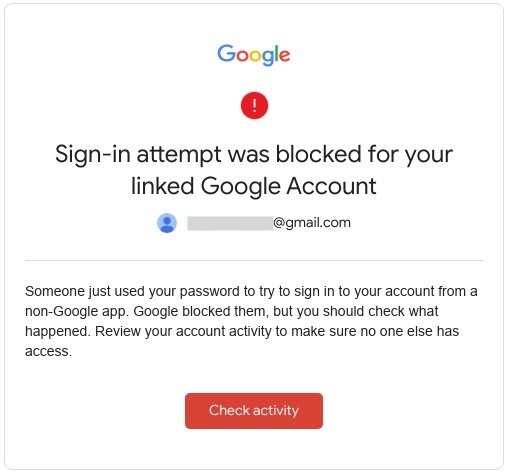 Google
!
Sign-in attempt was blocked for your
linked Google Account
@gmail.com
Someone just used your password to try to sign in to your account from a
non-Google app. Google blocked them, but you should check what
happened. Review your account activity to make sure no one else has
access.
Check activity